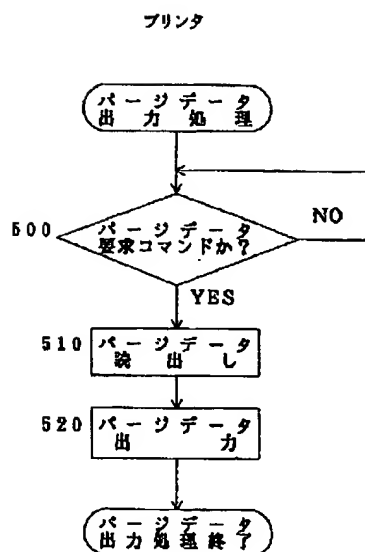 プリンタ
パージデータ
出力処理
500
パージデータ
要求コマンドか？
NO
YES
510
パージデータ
読出し
520
パージデータ
出力
パージデータ
出力処理終了